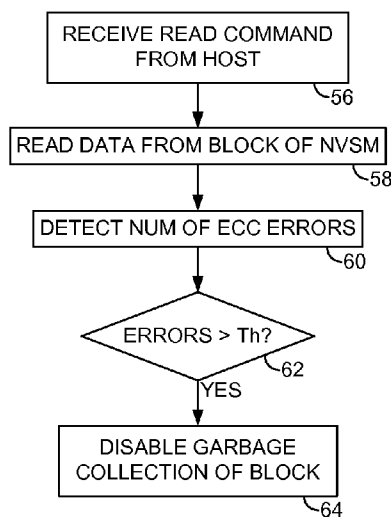 RECEIVE READ COMMAND
FROM HOST
56
READ DATA FROM BLOCK OF NVSM
58
DETECT NUM OF ECC ERRORS
60
ERRORS > Th?
62
YES
DISABLE GARBAGE
COLLECTION OF BLOCK
64